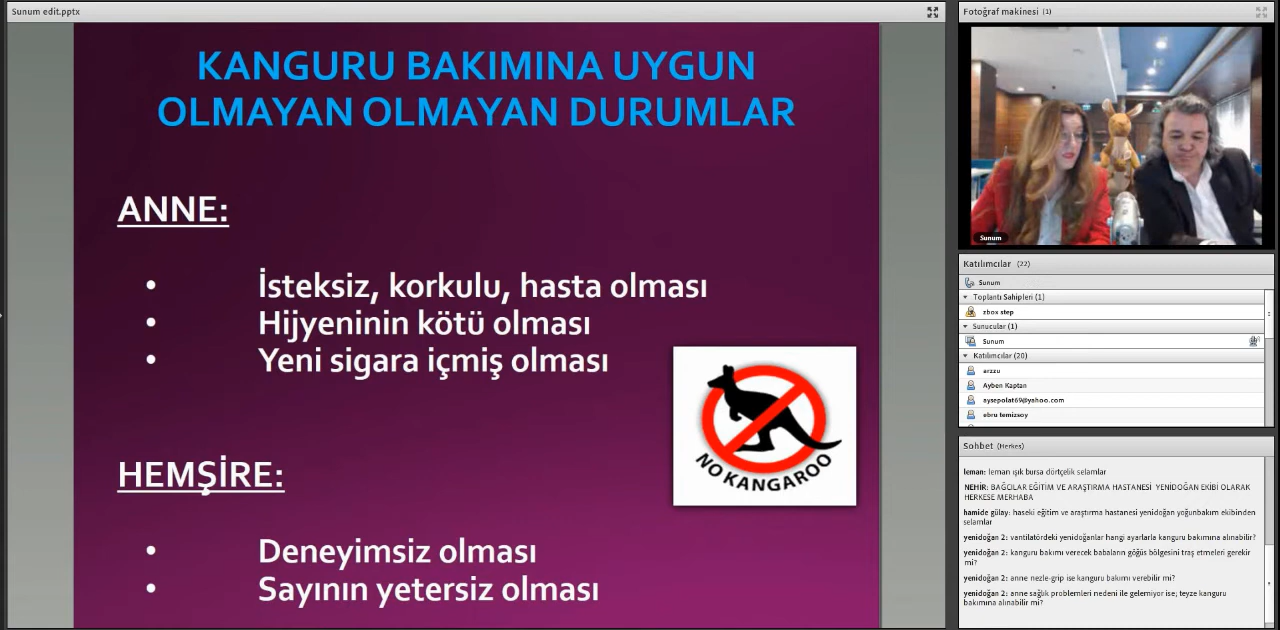 Sunum edit.pptx
KANGURU BAKIMINA UYGUN
OLMAYAN OLMAYAN DURUMLAR
ANNE:
• İsteksiz, korkulu, hasta olması
• Hijyeninin kötü olması
• Yeni sigara içmiş olması
NO KANGAROO
HEMŞİRE:
• Deneyimsiz olması
• Sayının yetersiz olması
Fotoğraf makinesi (1)
Sunum
Katılımcılar (22)
Sunum
Toplantı Sahipleri (1)
zbox step
Sunucular (1)
Sunum
Katılımcılar (20)
arzzu
Ayben Kaptan
aysepolat69@yahoo.com
ebru temizsoy
Sohbet (Herkes)
leman: leman ışık bursa dörtçelik selamlar
NEHİR: BAĞCILAR EĞİTİM VE ARAŞTIRMA HASTANESİ YENİDOĞAN EKİBİ OLARAK
HERKESE MERHABA
hamide gülay: haseki eğitim ve araştırma hastanesi yenidoğan yoğunbakım ekibinden
selamlar
yenidoğan 2: vantilatördeki yenidoğanlar hangi ayarlarla kanguru bakımına alınabilir?
yenidoğan 2: kanguru bakımı verecek babaların göğüs bölgesini traş etmeleri gerekir
mi?
yenidoğan 2: anne nezle-grip ise kanguru bakımı verebilir mi?
yenidoğan 2: anne sağlık problemleri nedeni ile gelemiyor ise; teyze kanguru
bakımına alınabilir mi?